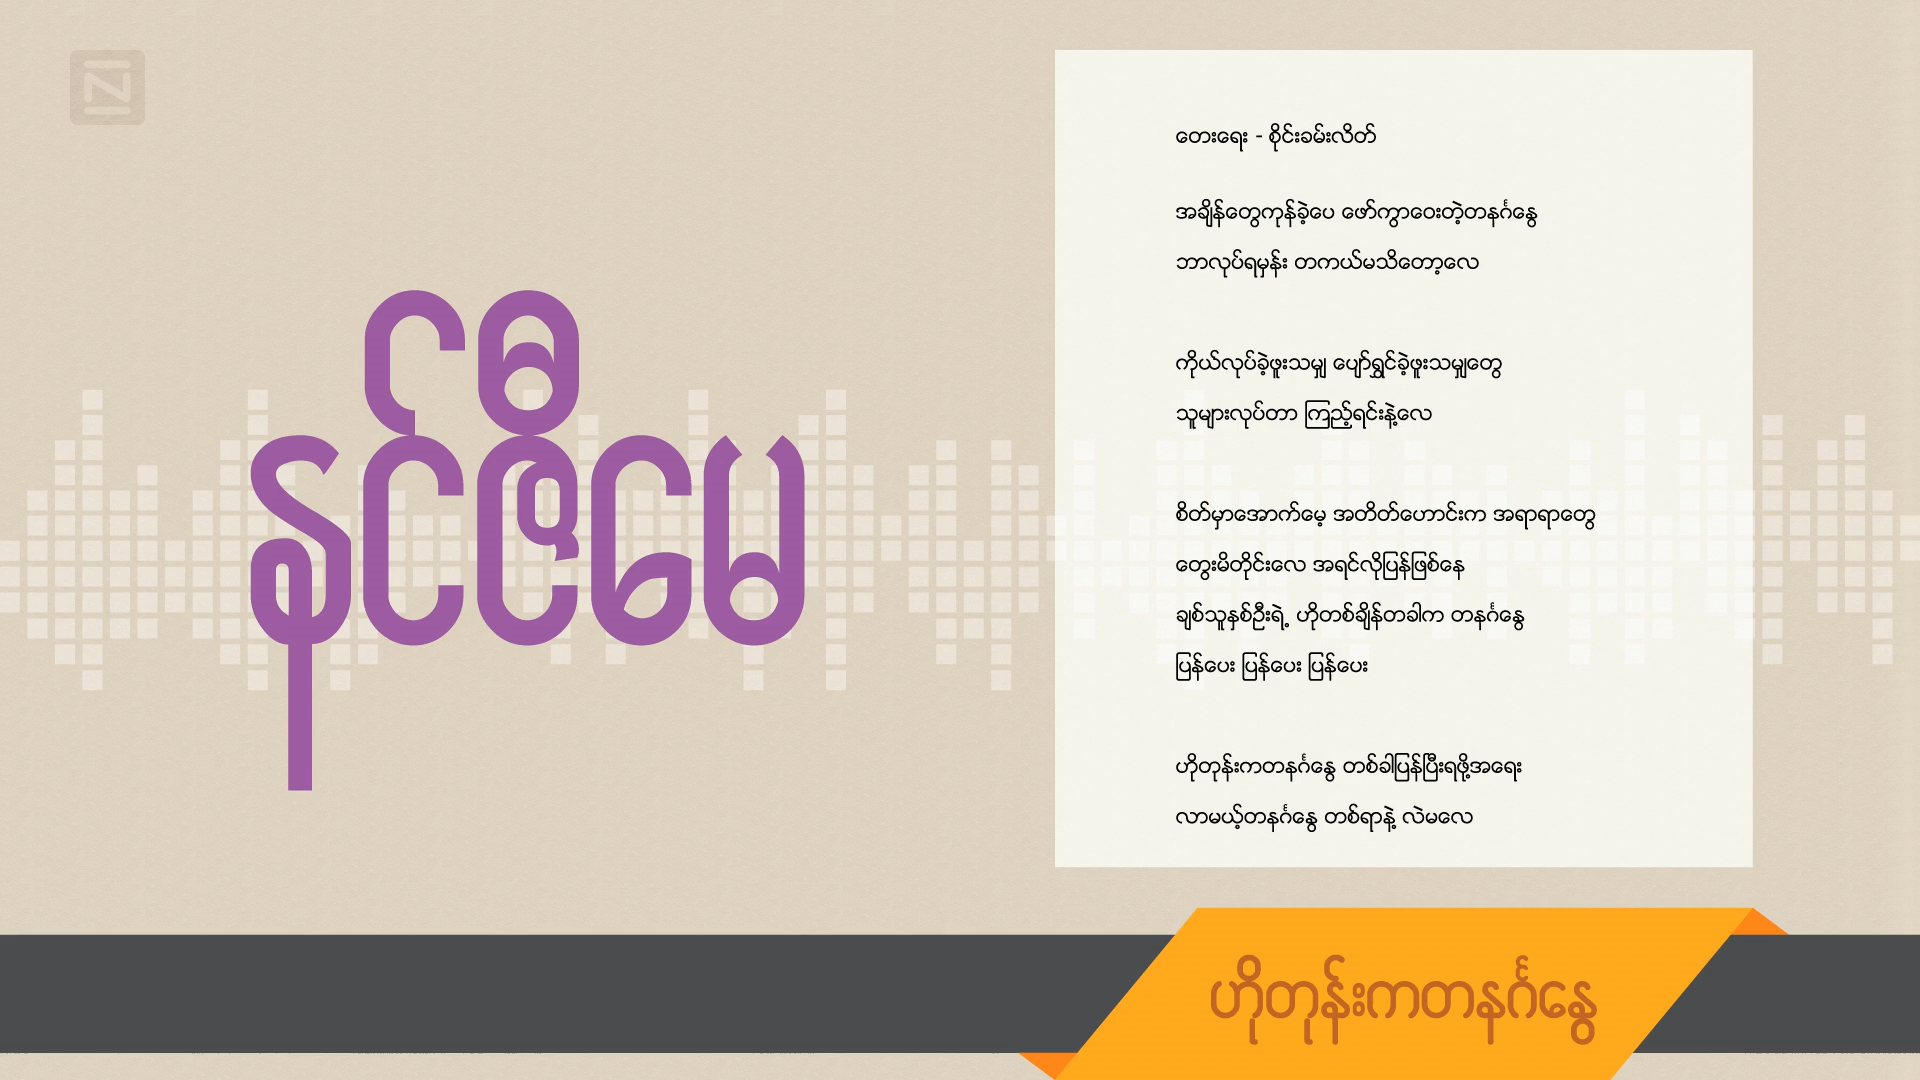 နင်ဇီမေ
တေးရေး - စိုင်းခမ်းလိတ်
အချိန်တွေကုန်ခဲ့ပေ ဖော်ကွာဝေးတဲ့တနင်္ဂနွေ
ဘာလုပ်ရမှန်း တကယ်မသိတော့လေ
ကိုယ်လုပ်ခဲ့ဖူးသမျှ ပျော်ရွှင်ခဲ့ဖူးသမျှတွေ
သူများလုပ်တာ ကြည့်ရင်းနဲ့လေ
စိတ်မှာအောက်မေ့ အတိတ်ဟောင်းက အရာရာတွေ
တွေးမိတိုင်းလေ အရင်လိုပြန်ဖြစ်နေ
ချစ်သူနှစ်ဦးရဲ့ ဟိုတစ်ချိန်တခါက တနင်္ဂနွေ
ပြန်ပေး ပြန်ပေး ပြန်ပေး
ဟိုတုန်းကတနင်္ဂနွေ တစ်ခါပြန်ပြီးရဖို့အရေး
လာမယ့်တနင်္ဂနွေ တစ်ရာနဲ့ လဲမလေ
ဟိုတုန်းကတနင်္ဂနွေ